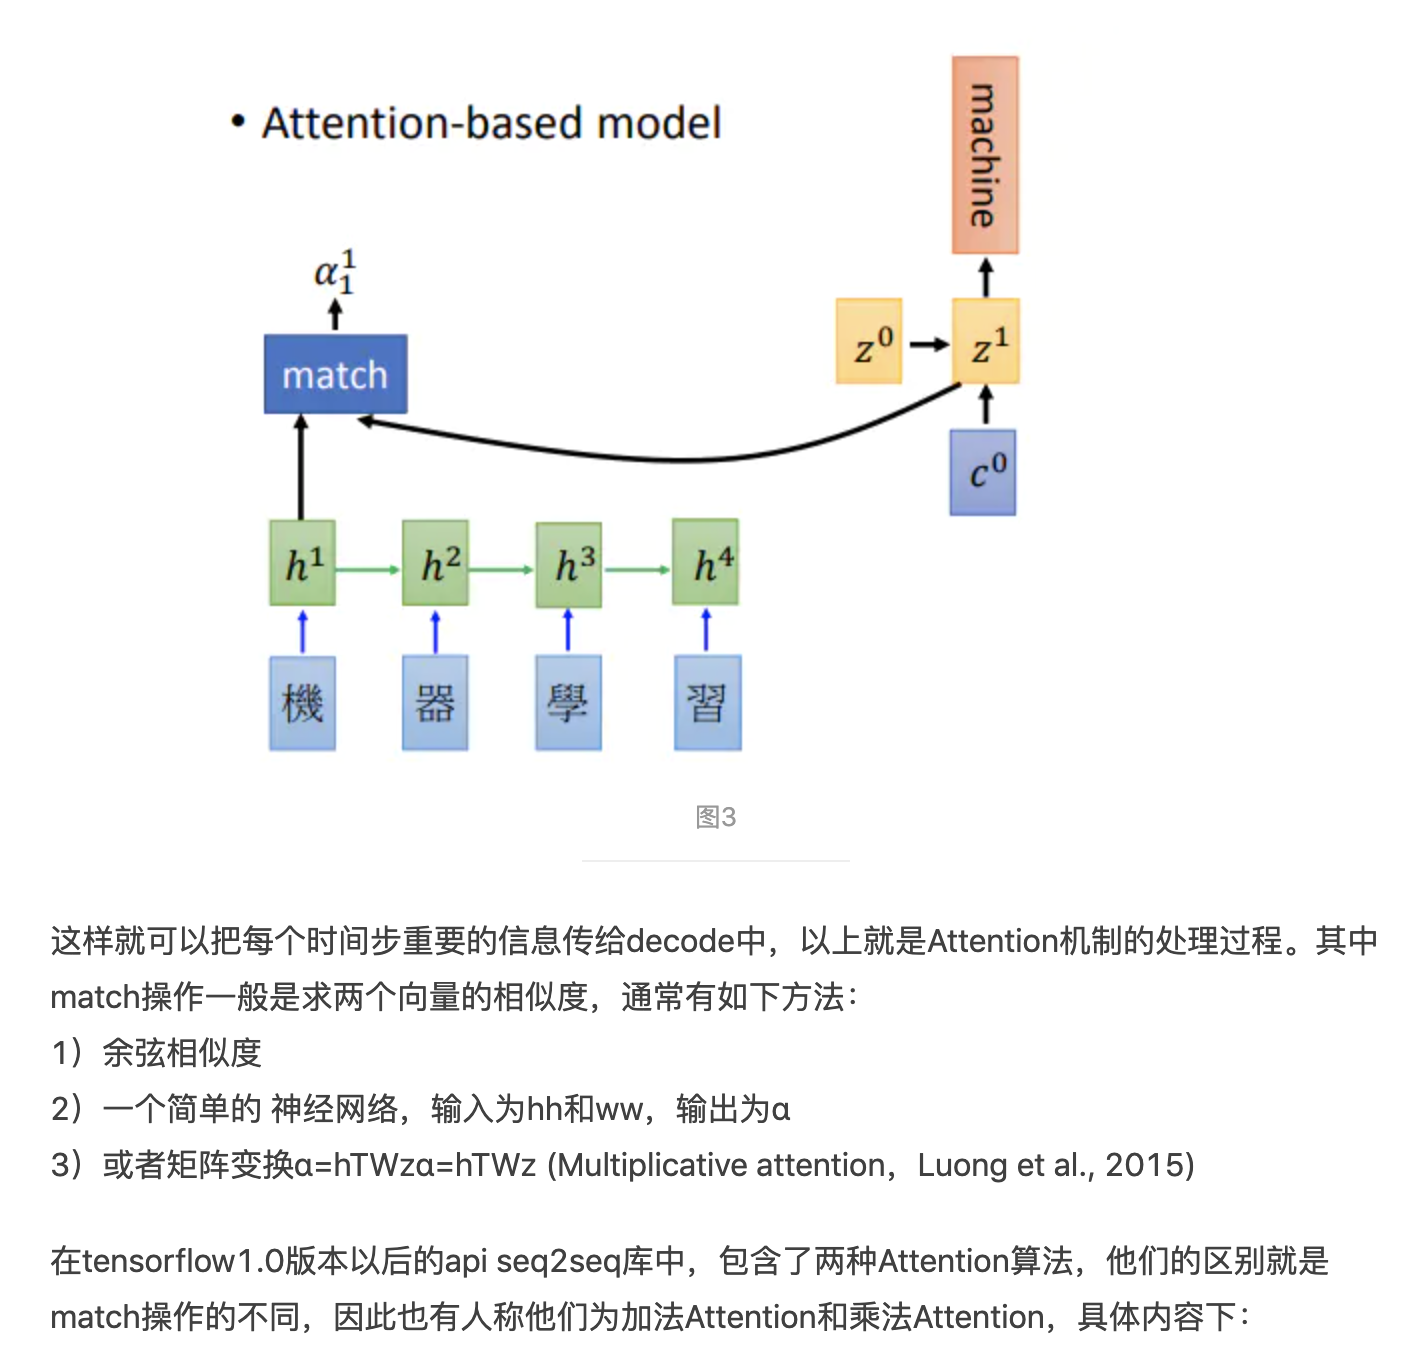 • Attention-based model
machine
α₁¹
match
z⁰
z¹
c⁰
h¹
h²
h³
h⁴
機
器
學
習
图3
这样就可以把每个时间步重要的信息传给decode中，以上就是Attention机制的处理过程。其中
match操作一般是求两个向量的相似度，通常有如下方法：
1）余弦相似度
2）一个简单的 神经网络，输入为hh和ww，输出为α
3）或者矩阵变换α=hTWzα=hTWz (Multiplicative attention，Luong et al., 2015)
在tensorflow1.0版本以后的api seq2seq库中，包含了两种Attention算法，他们的区别就是
match操作的不同，因此也有人称他们为加法Attention和乘法Attention，具体内容下：